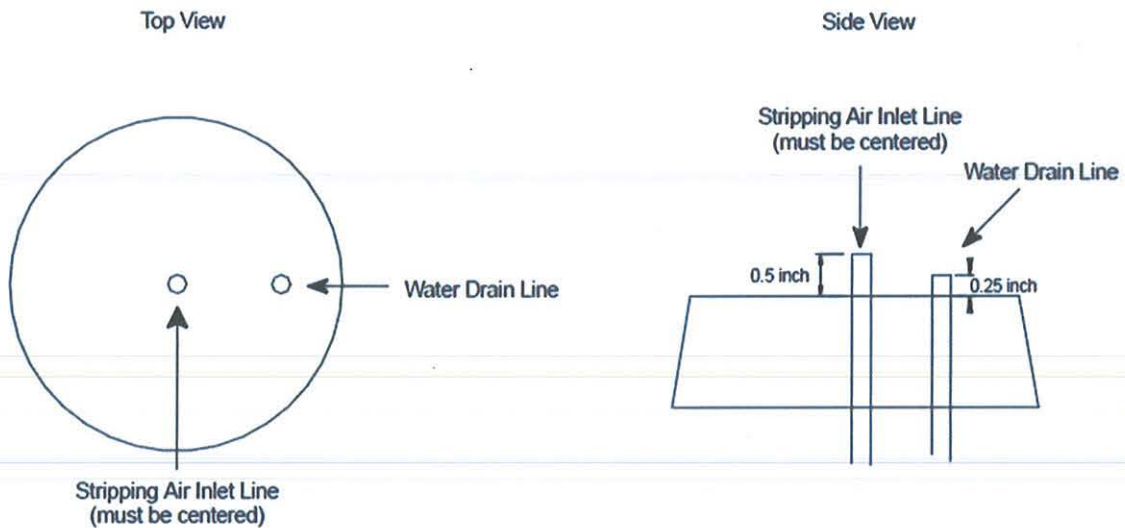 Top View
Side View
Stripping Air Inlet Line
(must be centered)
Water Drain Line
0.5 inch
0.25 inch
Water Drain Line
Stripping Air Inlet Line
(must be centered)